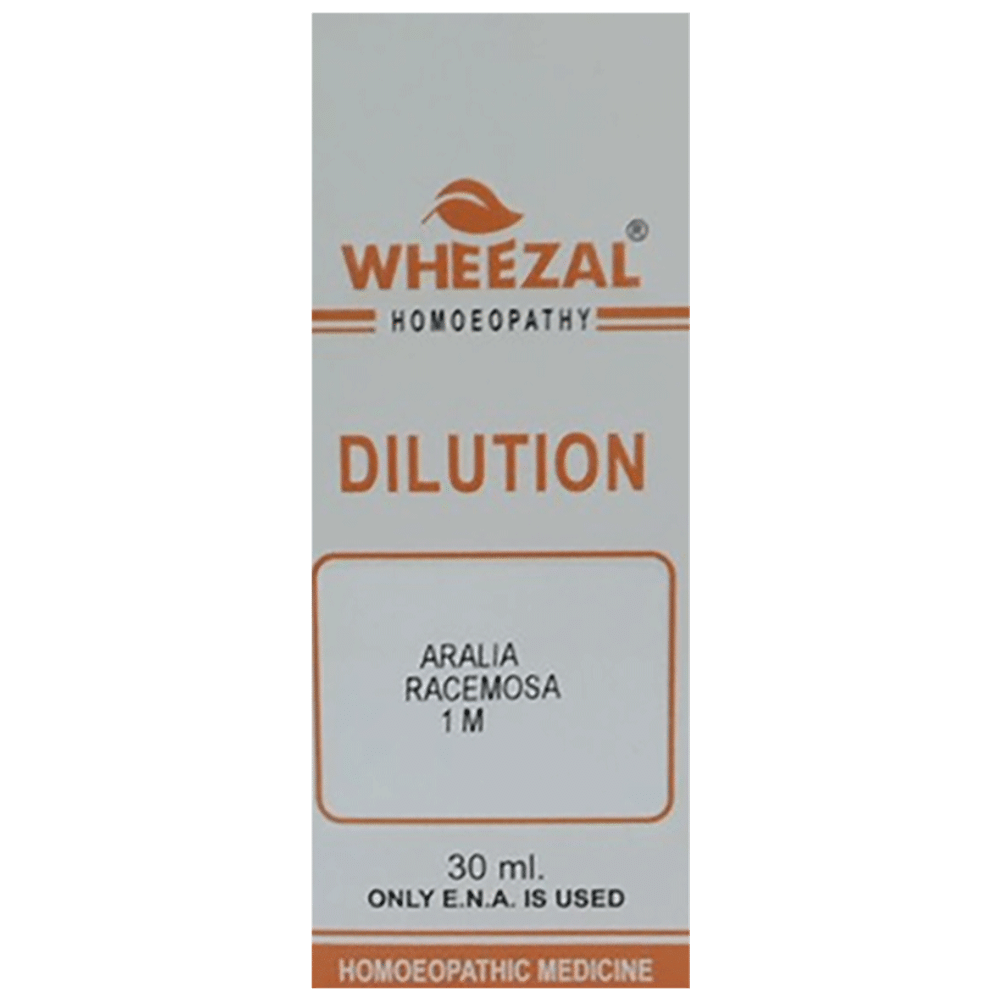 WHEEZAL®
HOMOEOPATHY
DILUTION
ARALIA
RACEMOSA
1 M
30 ml.
ONLY E.N.A. IS USED
HOMOEOPATHIC MEDICINE